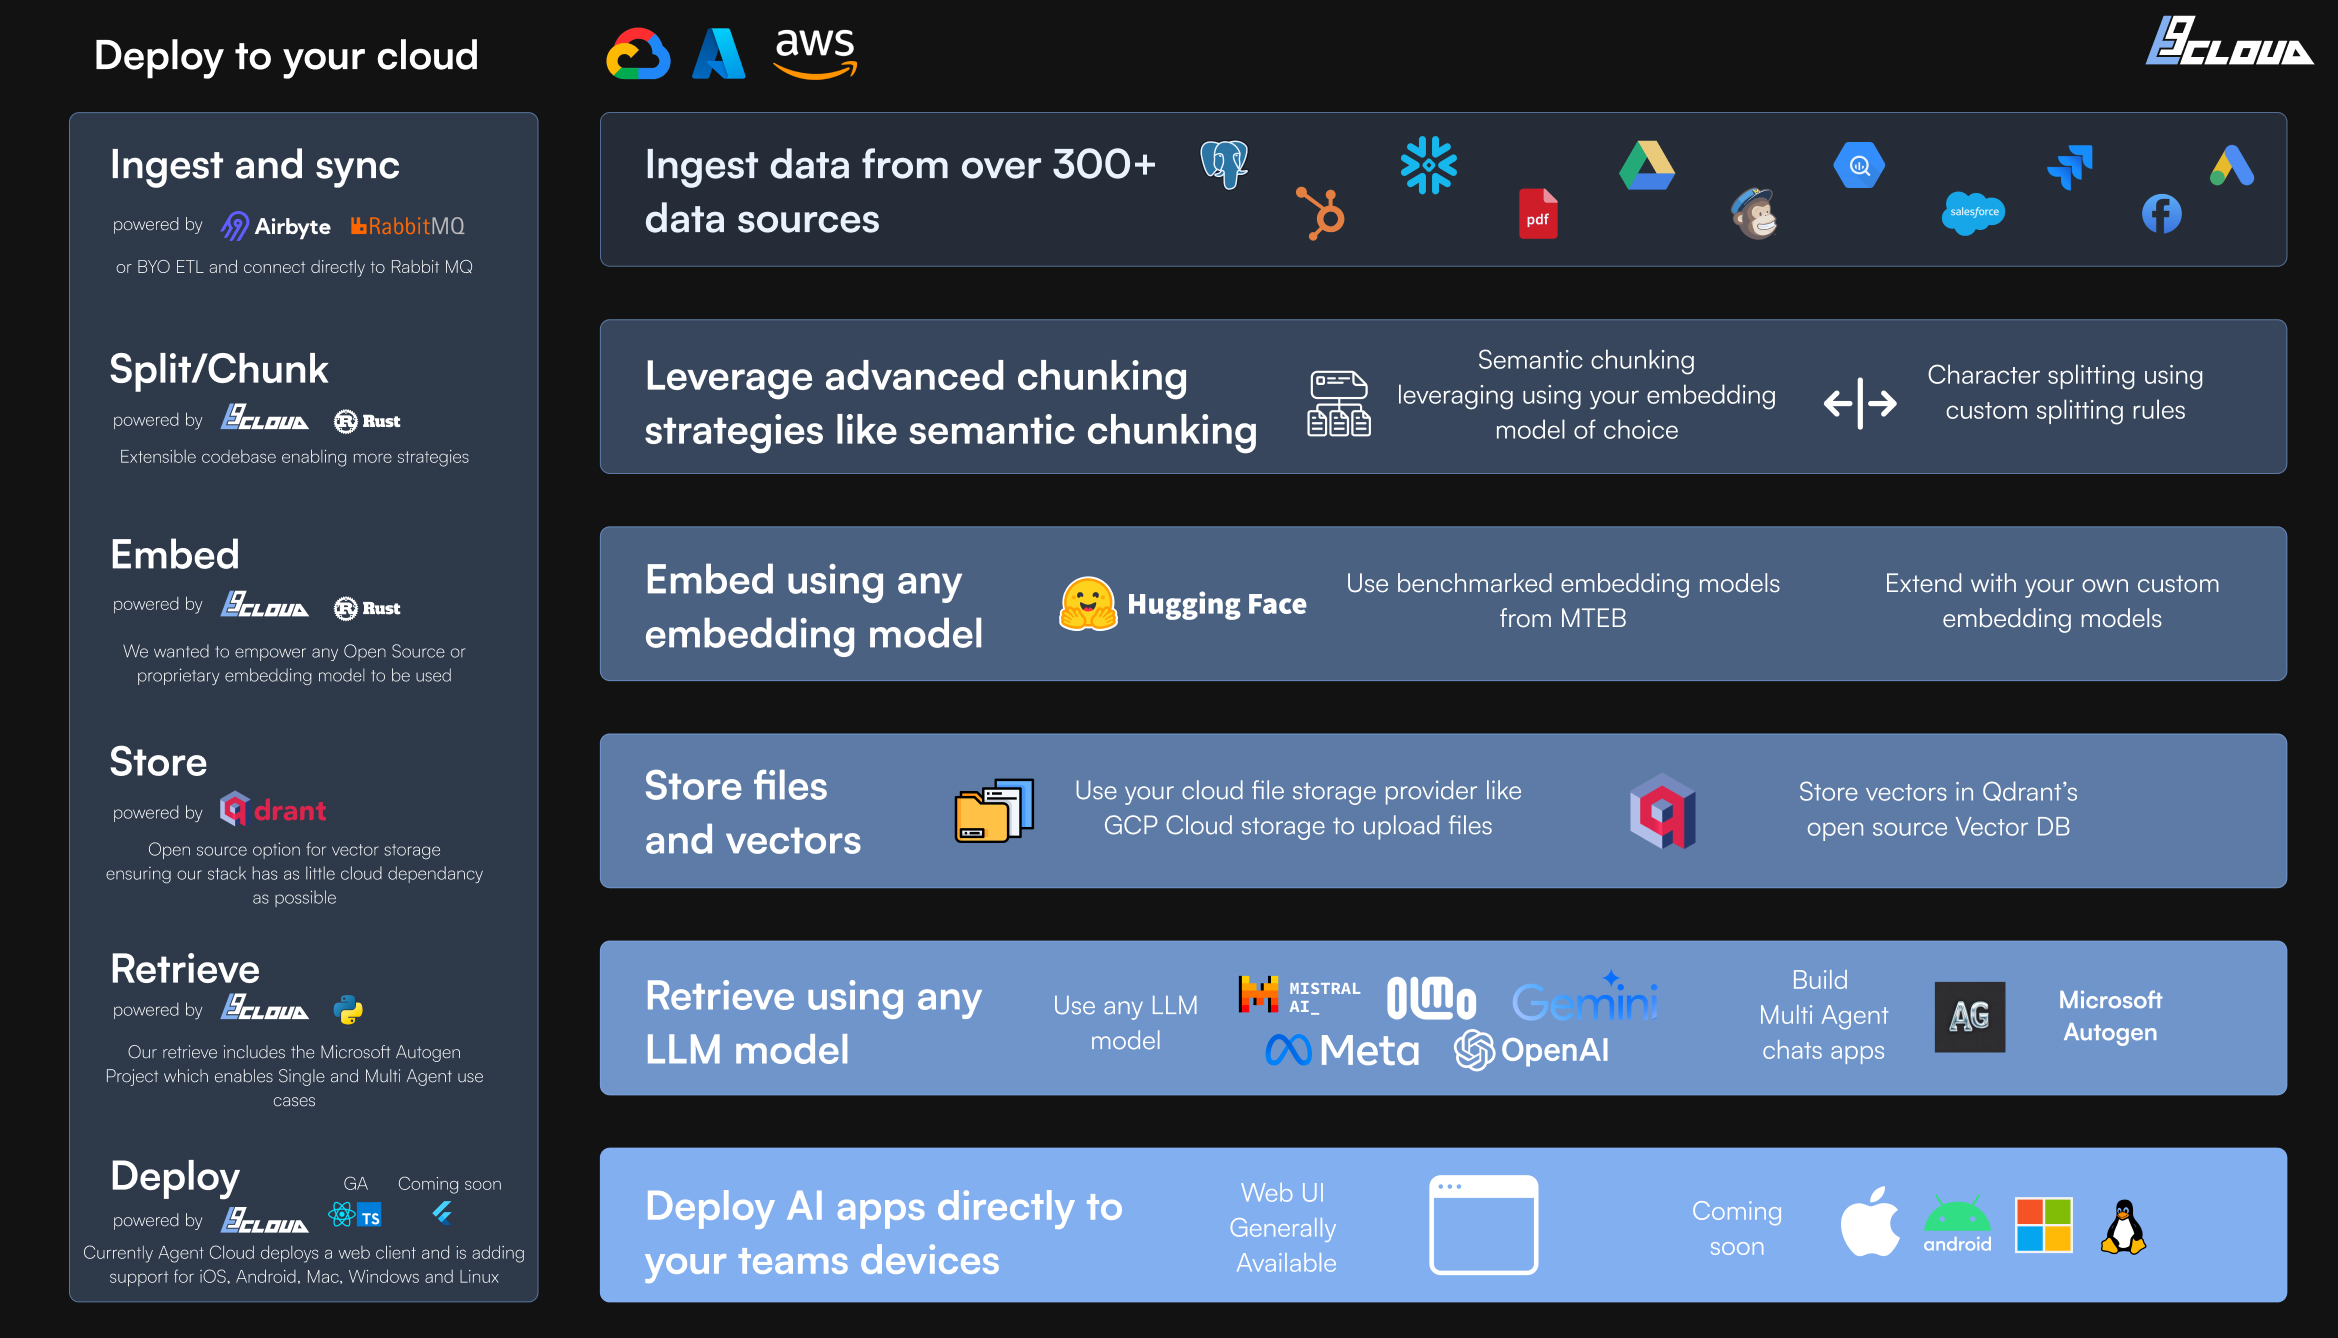 Deploy to your cloud
aws
CLOUD
Ingest and sync
powered by Airbyte RabbitMQ
or BYO ETL and connect directly to Rabbit MQ
Ingest data from over 300+
data sources
pdf
salesforce
Split/Chunk
powered by CLOUD Rust
Extensible codebase enabling more strategies
Leverage advanced chunking
strategies like semantic chunking
Semantic chunking
leveraging using your embedding
model of choice
Character splitting using
custom splitting rules
Embed
powered by CLOUD Rust
We wanted to empower any Open Source or
proprietary embedding model to be used
Embed using any
embedding model
Hugging Face
Use benchmarked embedding models
from MTEB
Extend with your own custom
embedding models
Store
powered by drant
Open source option for vector storage
ensuring our stack has as little cloud dependancy
as possible
Store files
and vectors
Use your cloud file storage provider like
GCP Cloud storage to upload files
Store vectors in Qdrant's
open source Vector DB
Retrieve
powered by CLOUD
Our retrieve includes the Microsoft Autogen
Project which enables Single and Multi Agent use
cases
Retrieve using any
LLM model
Use any LLM
model
MISTRAL
AI_
OLMo
Gemini
Meta
OpenAI
Build
Multi Agent
chats apps
AG
Microsoft
Autogen
Deploy
GA
Coming soon
powered by CLOUD TS
Currently Agent Cloud deploys a web client and is adding
support for iOS, Android, Mac, Windows and Linux
Deploy AI apps directly to
your teams devices
Web UI
Generally
Available
Coming
soon
android